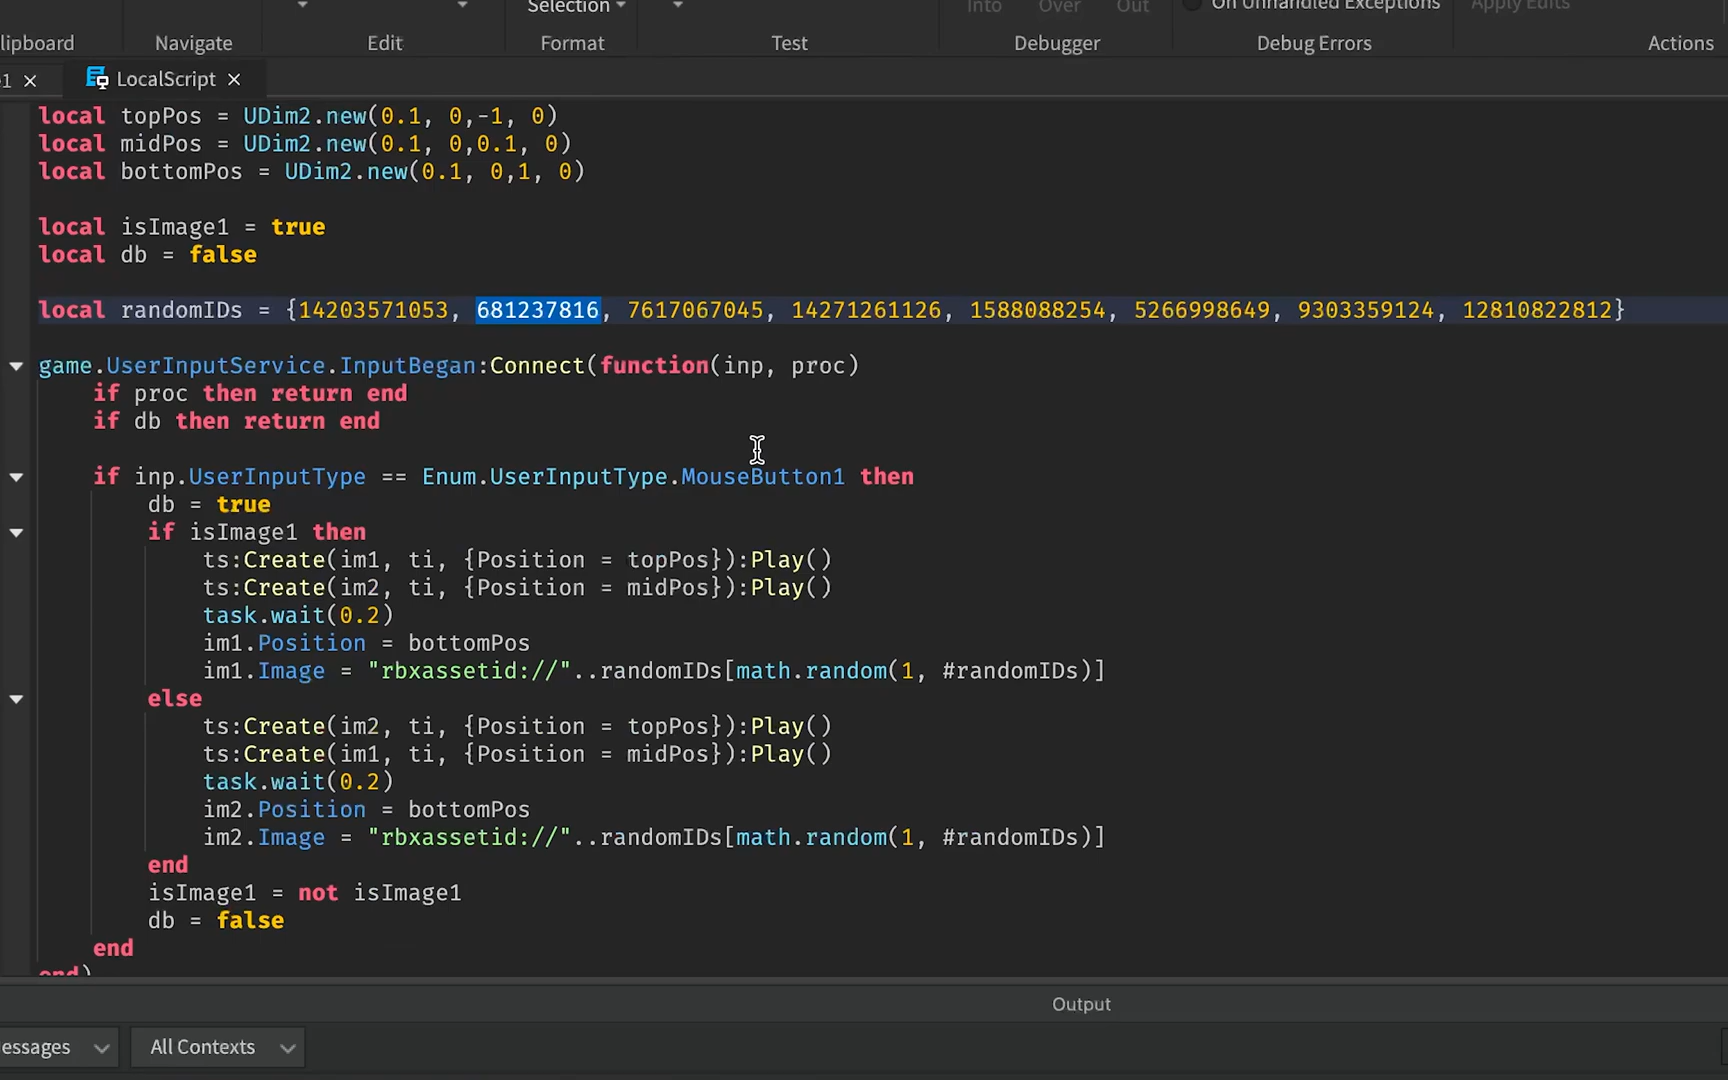 Selection
Into Over Out
On Unhandled Exceptions
Apply Edits
lipboard Navigate Edit Format Test Debugger Debug Errors Actions
LocalScript
local topPos = UDim2.new(0.1, 0,-1, 0)
local midPos = UDim2.new(0.1, 0,0.1, 0)
local bottomPos = UDim2.new(0.1, 0,1, 0)
local isImage1 = true
local db = false
local randomIDs = {14203571053, 681237816, 7617067045, 14271261126, 1588088254, 5266998649, 9303359124, 12810822812}
game.UserInputService.InputBegan:Connect(function(inp, proc)
if proc then return end
if db then return end
if inp.UserInputType == Enum.UserInputType.MouseButton1 then
db = true
if isImage1 then
ts:Create(im1, ti, {Position = topPos}):Play()
ts:Create(im2, ti, {Position = midPos}):Play()
task.wait(0.2)
im1.Position = bottomPos
im1.Image = "rbxassetid://"..randomIDs[math.random(1, #randomIDs)]
else
ts:Create(im2, ti, {Position = topPos}):Play()
ts:Create(im1, ti, {Position = midPos}):Play()
task.wait(0.2)
im2.Position = bottomPos
im2.Image = "rbxassetid://"..randomIDs[math.random(1, #randomIDs)]
end
isImage1 = not isImage1
db = false
end
end)
Output
essages All Contexts